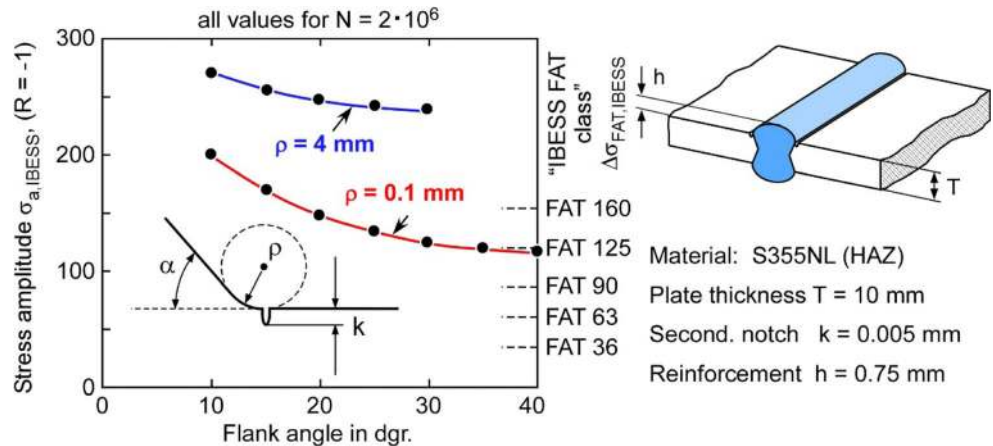 all values for N = 2·10⁶
Stress amplitude σa,IBESS, (R = -1)
300
200
100
0
0
10
20
30
40
Flank angle in dgr.
ρ = 4 mm
ρ = 0.1 mm
α
ρ
k
"IBESS FAT
class"
ΔσFAT,IBESS
FAT 160
FAT 125
FAT 90
FAT 63
FAT 36
h
T
Material: S355NL (HAZ)
Plate thickness T = 10 mm
Second. notch k = 0.005 mm
Reinforcement h = 0.75 mm